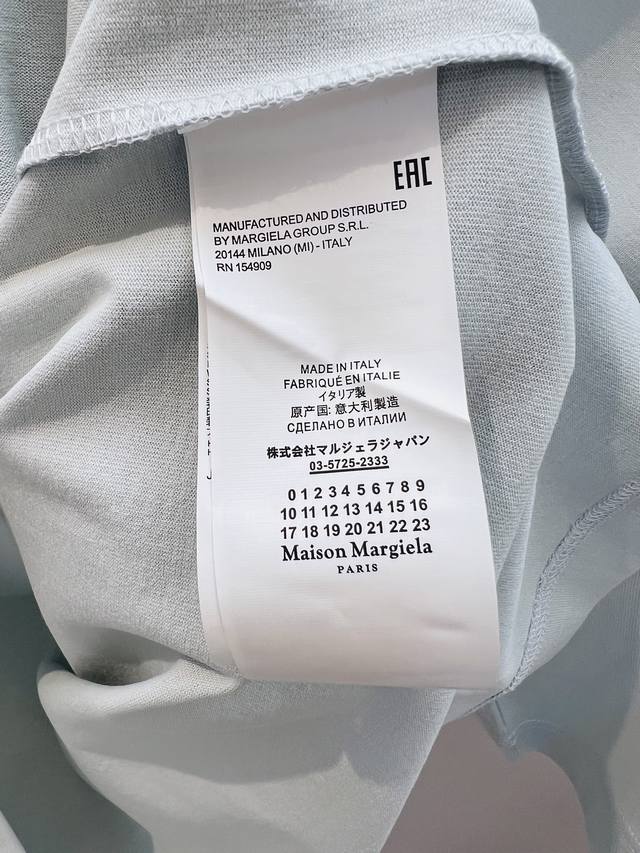 EAC
MANUFACTURED AND DISTRIBUTED
BY MARGIELA GROUP S.R.L.
20144 MILANO (MI) - ITALY
RN 154909
MADE IN ITALY
FABRIQUÉ EN ITALIE
イタリア製
原产国: 意大利製造
СДЕЛАНО В ИТАЛИИ
株式会社マルジェラジャパン
03-5725-2333
0 1 2 3 4 5 6 7 8 9
10 11 12 13 14 15 16
17 18 19 20 21 22 23
Maison Margiela
PARIS